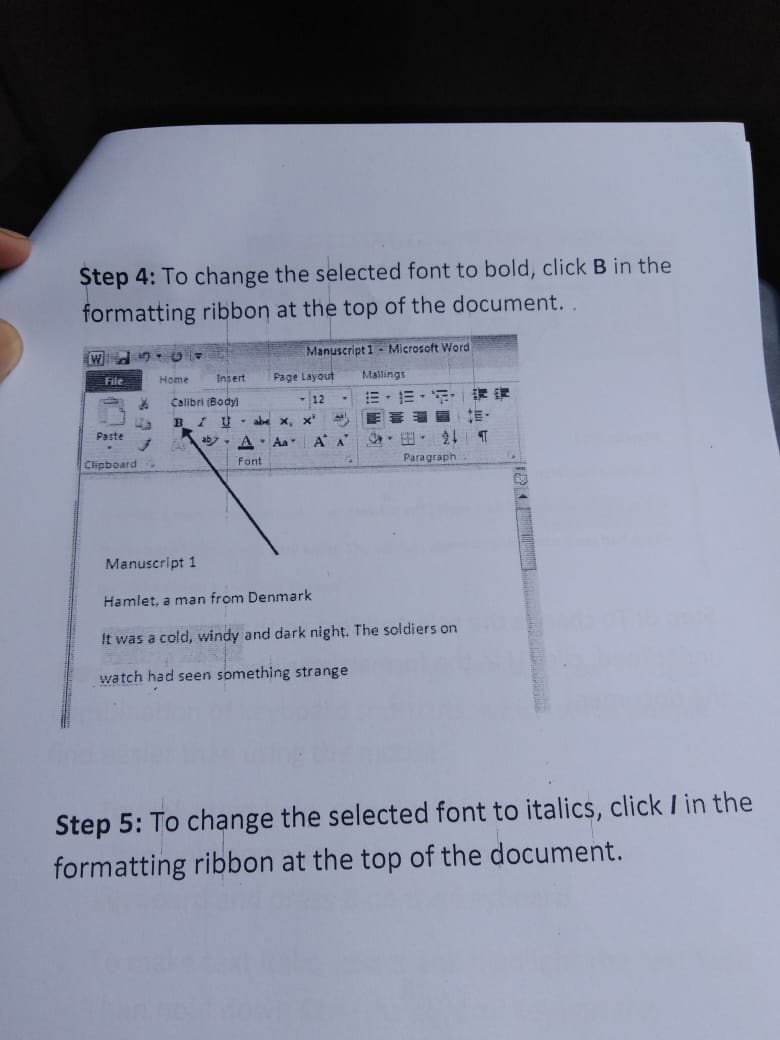 Step 4: To change the selected font to bold, click B in the
formatting ribbon at the top of the document. .
Manuscript 1 - Microsoft Word
File Home Insert Page Layout Mailings
Calibri (Body) 12
B I U abe x, x²
Paste A Aa A A
Clipboard Font Paragraph
Manuscript 1
Hamlet, a man from Denmark
It was a cold, windy and dark night. The soldiers on
watch had seen something strange
Step 5: To change the selected font to italics, click I in the
formatting ribbon at the top of the document.